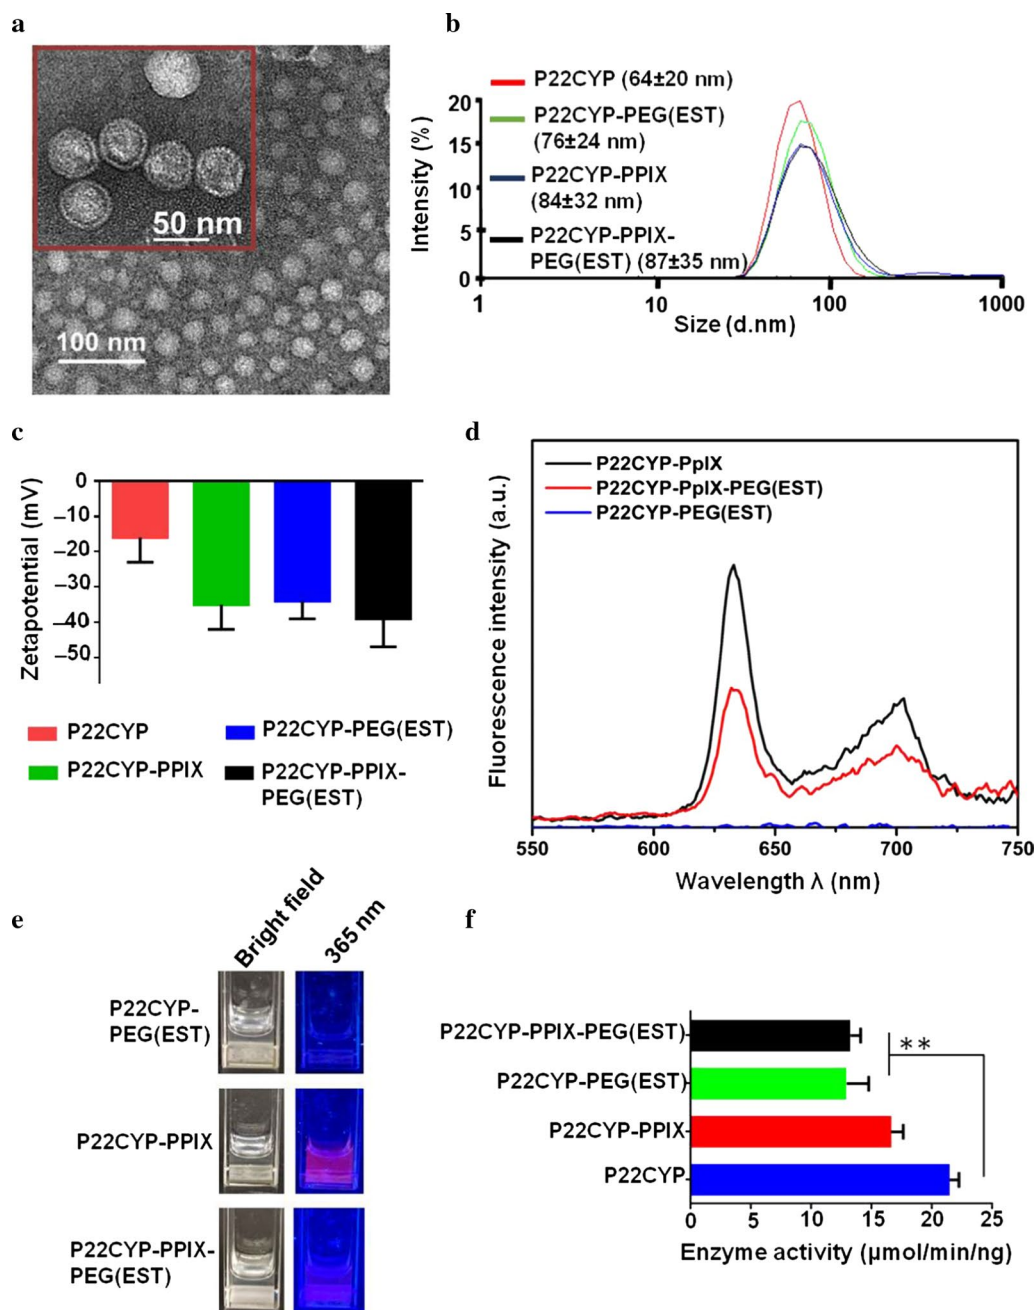 a
50 nm
100 nm
b
P22CYP (64±20 nm)
P22CYP-PEG(EST)
(76±24 nm)
P22CYP-PPIX
(84±32 nm)
P22CYP-PPIX-
PEG(EST) (87±35 nm)
Intensity (%)
20
15
10
5
0
1
10
100
1000
Size (d.nm)
c
Zetapotential (mV)
0
−10
−20
−30
−40
−50
P22CYP
P22CYP-PEG(EST)
P22CYP-PPIX
P22CYP-PPIX-
PEG(EST)
d
P22CYP-PpIX
P22CYP-PpIX-PEG(EST)
P22CYP-PEG(EST)
Fluorescence intensity (a.u.)
550
600
650
700
750
Wavelength λ (nm)
e
Bright field
365 nm
P22CYP-
PEG(EST)
P22CYP-PPIX
P22CYP-PPIX-
PEG(EST)
f
P22CYP-PPIX-PEG(EST)
P22CYP-PEG(EST)
P22CYP-PPIX
P22CYP
**
0
5
10
15
20
25
Enzyme activity (μmol/min/ng)